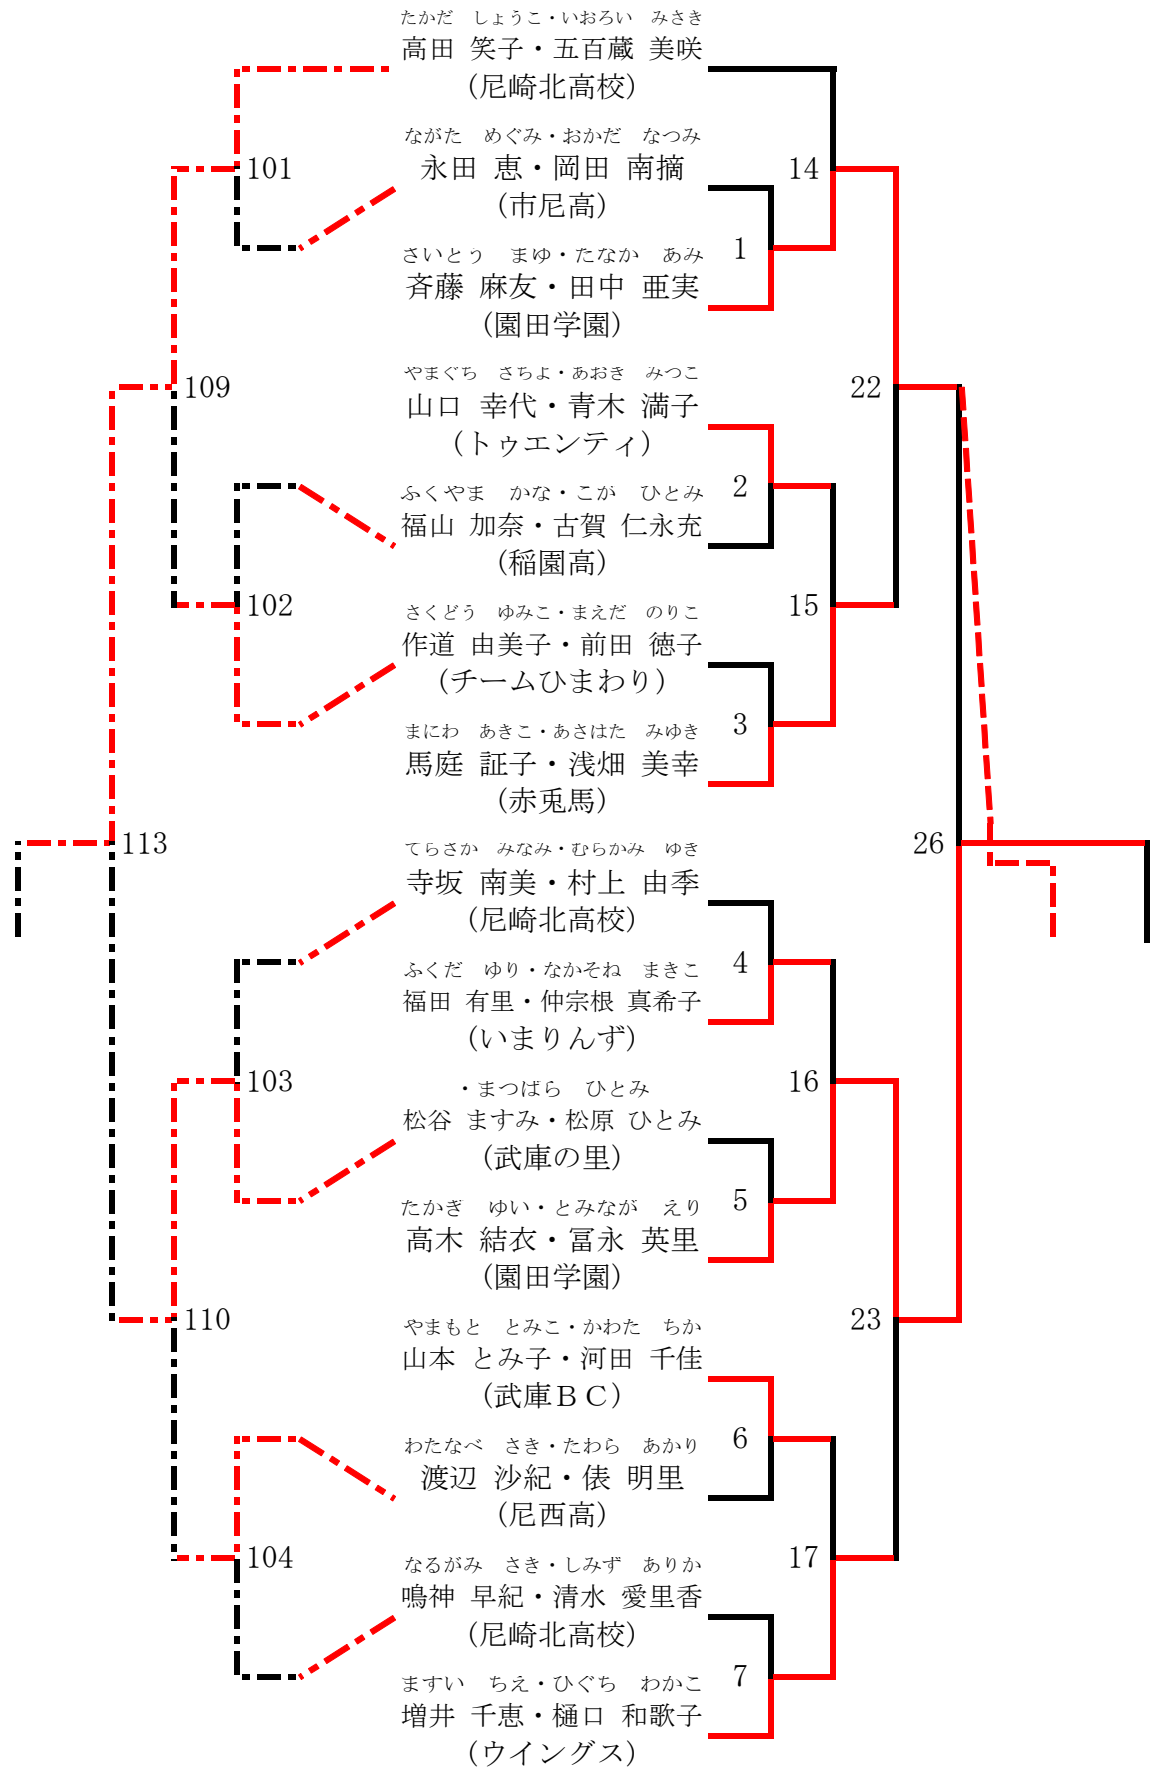 たかだ　しょうこ・いおろい　みさき
高田 笑子・五百蔵 美咲
（尼崎北高校）
ながた　めぐみ・おかだ　なつみ
101
永田 恵・岡田 南摘
14
（市尼高）
さいとう　まゆ・たなか　あみ
1
斉藤 麻友・田中 亜実
（園田学園）
やまぐち　さちよ・あおき　みつこ
109
22
山口 幸代・青木 満子
（トゥエンティ）
ふくやま　かな・こが　ひとみ
2
福山 加奈・古賀 仁永充
（稲園高）
102
さくどう　ゆみこ・まえだ　のりこ
15
作道 由美子・前田 徳子
（チームひまわり）
まにわ　あきこ・あさはた　みゆき
3
馬庭 証子・浅畑 美幸
（赤兎馬）
113
てらさか　みなみ・むらかみ　ゆき
26
寺坂 南美・村上 由季
（尼崎北高校）
ふくだ　ゆり・なかそね　まきこ
4
福田 有里・仲宗根 真希子
（いまりんず）
103
・まつばら　ひとみ
16
松谷 ますみ・松原 ひとみ
（武庫の里）
たかぎ　ゆい・とみなが　えり
5
高木 結衣・冨永 英里
（園田学園）
110
やまもと　とみこ・かわた　ちか
23
山本 とみ子・河田 千佳
（武庫ＢＣ）
わたなべ　さき・たわら　あかり
6
渡辺 沙紀・俵 明里
（尼西高）
104
なるがみ　さき・しみず　ありか
17
鳴神 早紀・清水 愛里香
（尼崎北高校）
ますい　ちえ・ひぐち　わかこ
7
増井 千恵・樋口 和歌子
（ウイングス）